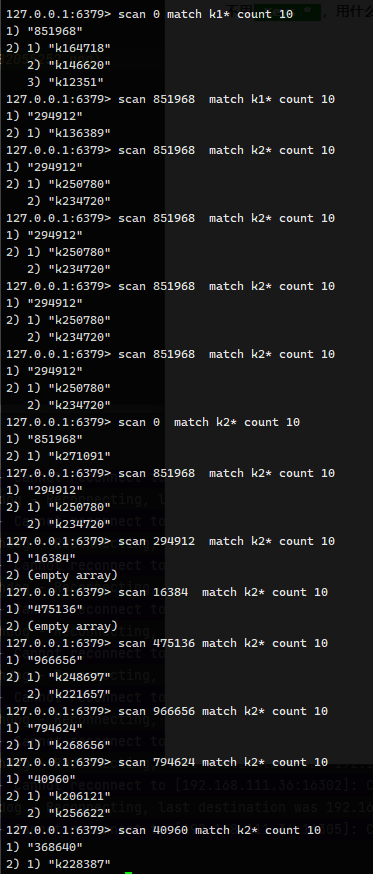 不用 keys *，用什么
127.0.0.1:6379> scan 0 match k1* count 10
1) "851968"
2) 1) "k164718"
   2) "k146620"
   3) "k12351"
127.0.0.1:6379> scan 851968  match k1* count 10
1) "294912"
2) 1) "k136389"
127.0.0.1:6379> scan 851968  match k2* count 10
1) "294912"
2) 1) "k250780"
   2) "k234720"
127.0.0.1:6379> scan 851968  match k2* count 10
1) "294912"
2) 1) "k250780"
   2) "k234720"
127.0.0.1:6379> scan 851968  match k2* count 10
1) "294912"
2) 1) "k250780"
   2) "k234720"
127.0.0.1:6379> scan 851968  match k2* count 10
1) "294912"
2) 1) "k250780"
   2) "k234720"
127.0.0.1:6379> scan 0  match k2* count 10
1) "851968"
2) 1) "k271091"
127.0.0.1:6379> scan 851968  match k2* count 10
1) "294912"
2) 1) "k250780"
   2) "k234720"
127.0.0.1:6379> scan 294912  match k2* count 10
1) "16384"
2) (empty array)
127.0.0.1:6379> scan 16384  match k2* count 10
1) "475136"
2) (empty array)
127.0.0.1:6379> scan 475136 match k2* count 10
1) "966656"
2) 1) "k248697"
   2) "k221657"
127.0.0.1:6379> scan 966656 match k2* count 10
1) "794624"
2) 1) "k268656"
127.0.0.1:6379> scan 794624 match k2* count 10
1) "40960"
2) 1) "k206121"
   2) "k256622"
127.0.0.1:6379> scan 40960 match k2* count 10
1) "368640"
2) 1) "k228387"